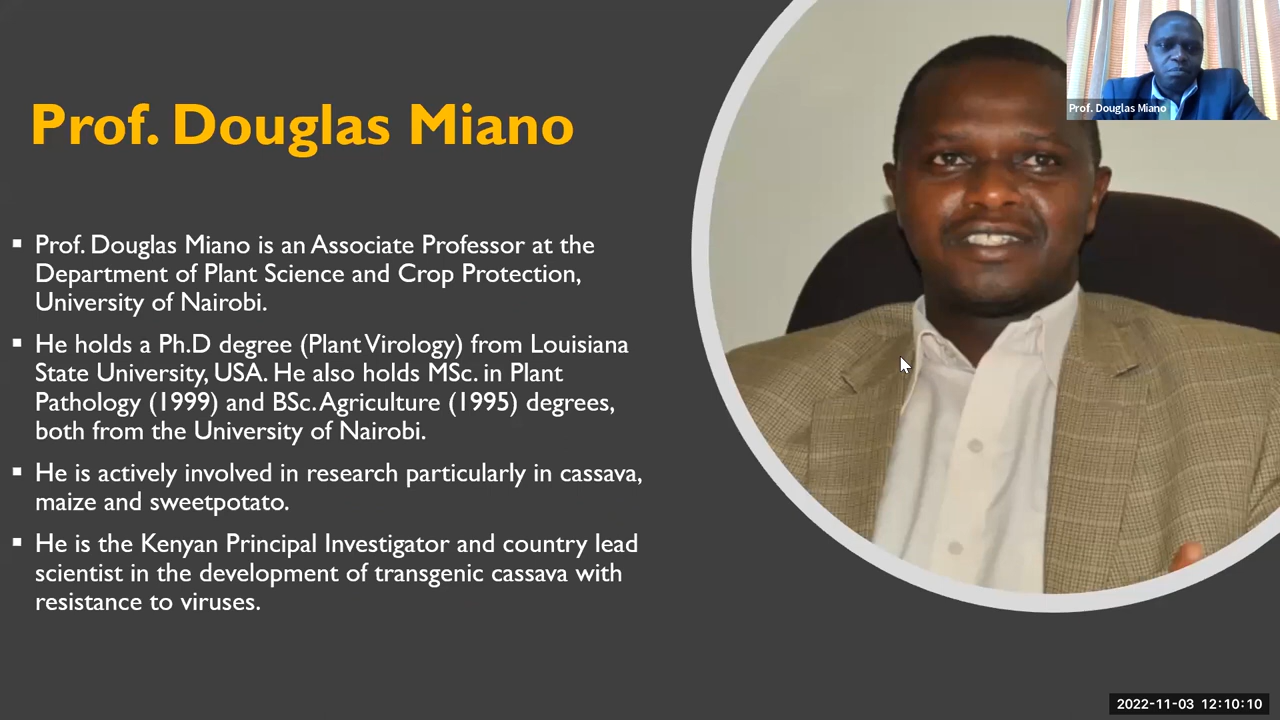 Prof. Douglas Miano
Prof. Douglas Miano
▪ Prof. Douglas Miano is an Associate Professor at the
Department of Plant Science and Crop Protection,
University of Nairobi.
▪ He holds a Ph.D degree (Plant Virology) from Louisiana
State University, USA. He also holds MSc. in Plant
Pathology (1999) and BSc. Agriculture (1995) degrees,
both from the University of Nairobi.
▪ He is actively involved in research particularly in cassava,
maize and sweetpotato.
▪ He is the Kenyan Principal Investigator and country lead
scientist in the development of transgenic cassava with
resistance to viruses.
2022-11-03 12:10:10